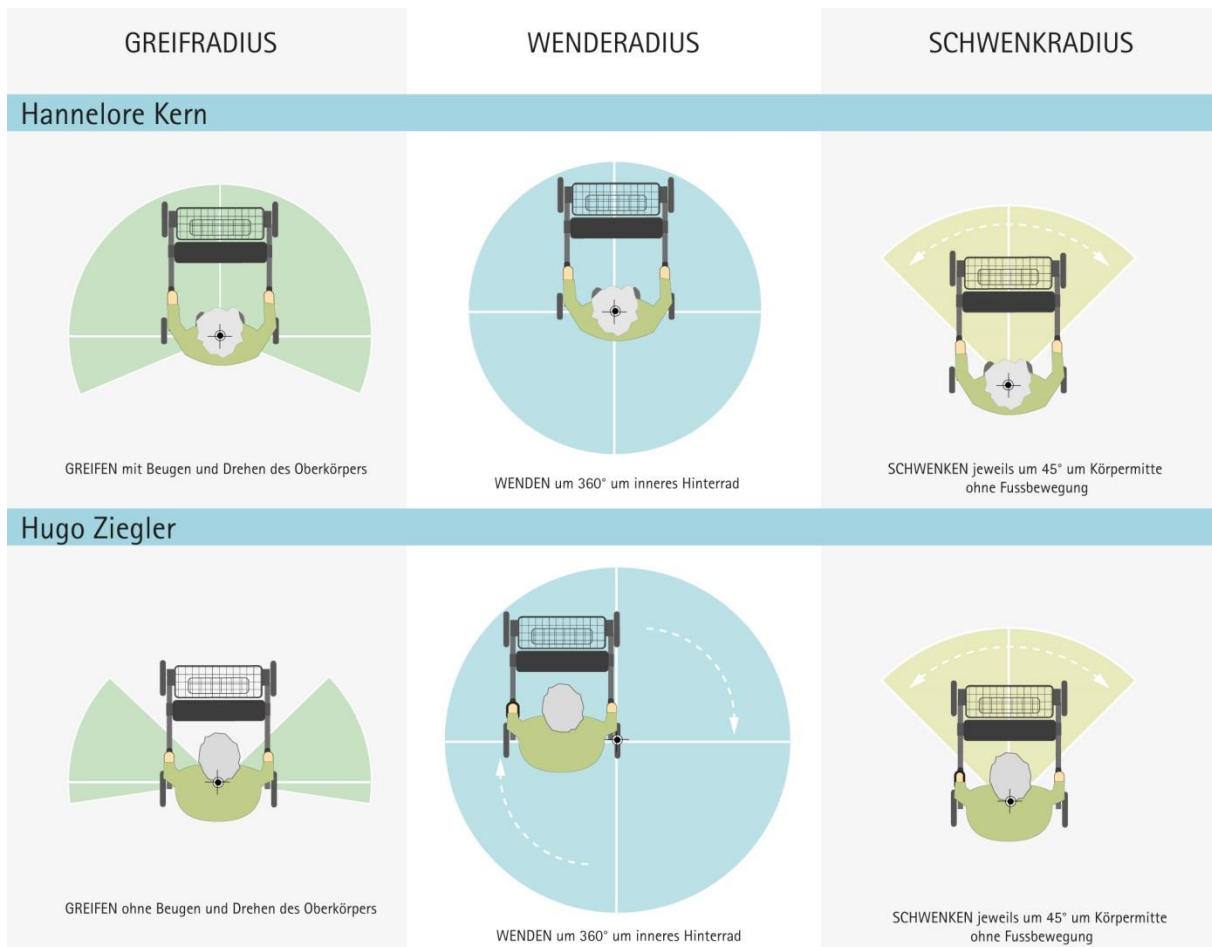 GREIFRADIUS
WENDERADIUS
SCHWENKRADIUS
Hannelore Kern
GREIFEN mit Beugen und Drehen des Oberkörpers
WENDEN um 360° um inneres Hinterrad
SCHWENKEN jeweils um 45° um Körpermitte
ohne Fussbewegung
Hugo Ziegler
GREIFEN ohne Beugen und Drehen des Oberkörpers
WENDEN um 360° um inneres Hinterrad
SCHWENKEN jeweils um 45° um Körpermitte
ohne Fussbewegung